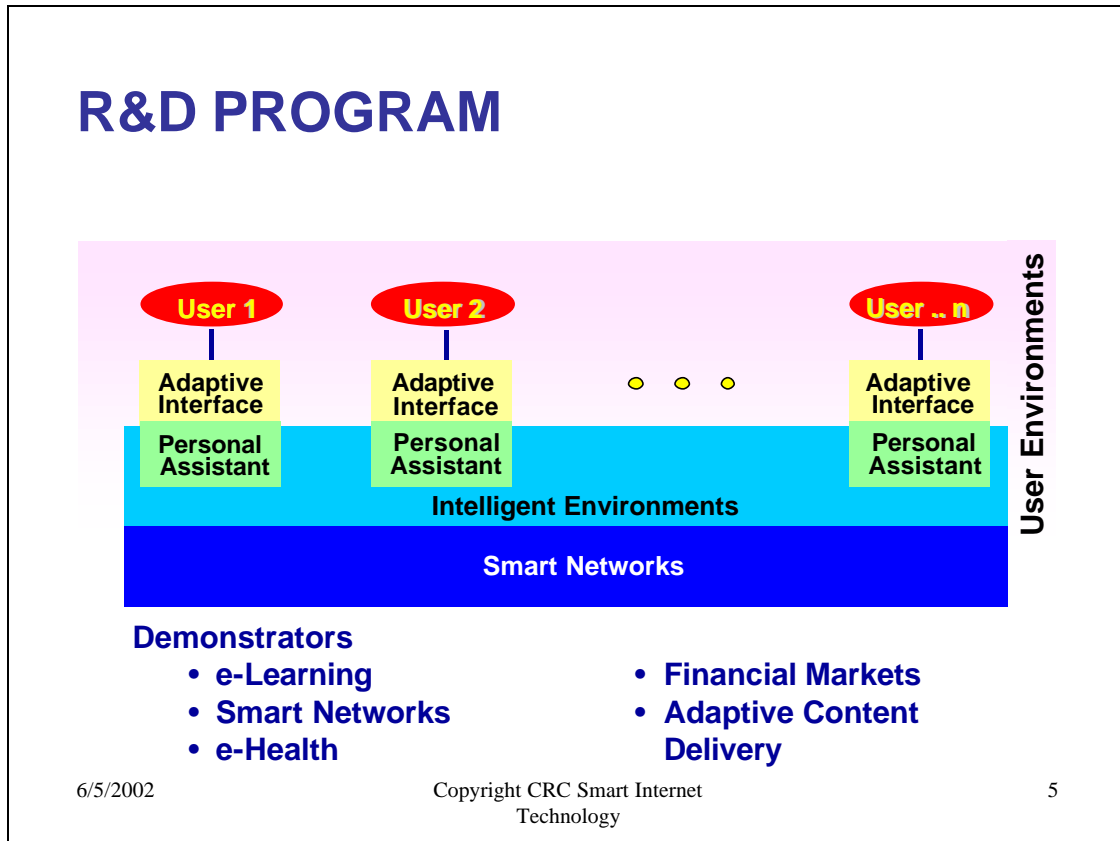 R&D PROGRAM
User 1
User 2
User .. n
Adaptive
Interface
Adaptive
Interface
Adaptive
Interface
Personal
Assistant
Personal
Assistant
Personal
Assistant
Intelligent Environments
Smart Networks
User Environments
Demonstrators
• e-Learning
• Smart Networks
• e-Health
• Financial Markets
• Adaptive Content
Delivery
6/5/2002
Copyright CRC Smart Internet
Technology
5